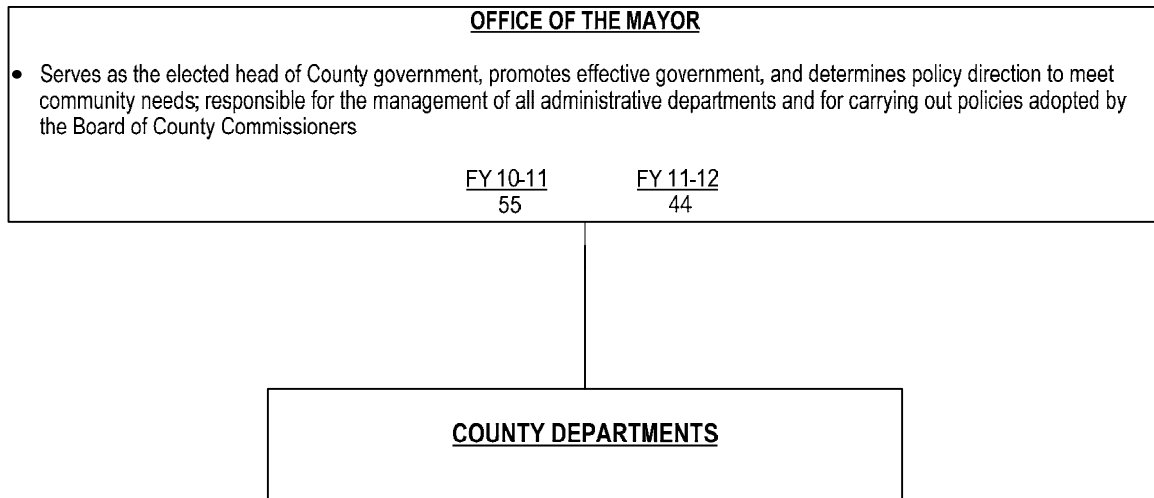 OFFICE OF THE MAYOR
• Serves as the elected head of County government, promotes effective government, and determines policy direction to meet
community needs; responsible for the management of all administrative departments and for carrying out policies adopted by
the Board of County Commissioners
FY 10-11 FY 11-12
55 44
COUNTY DEPARTMENTS